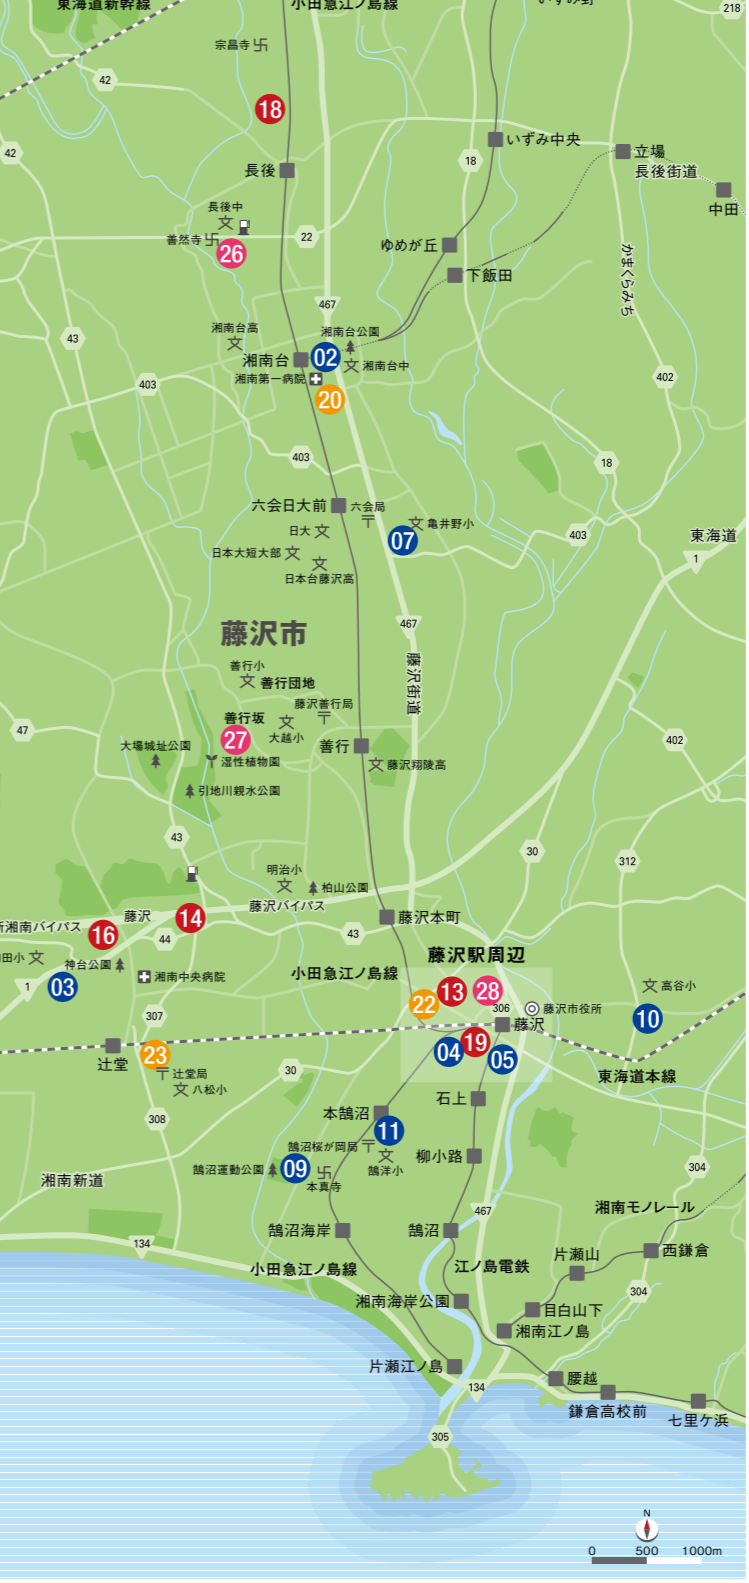 東海道新幹線
小田急江ノ島線
218
宗昌寺
42
18
42
長後
いずみ中央
18
立場
長後街道
中田
長後中
善然寺
26
22
ゆめが丘
下飯田
かまくらみち
467
43
湘南台高
湘南台公園
湘南台
02
湘南台中
湘南第一病院
20
403
402
403
18
六会日大前
六会局
日大
亀井野小
07
403
東海道
1
日本大短大部
日本台藤沢高
467
藤沢市
藤沢街道
善行小
善行団地
藤沢善行局
善行坂
大越小
47
27
大場城址公園
湿性植物園
善行
藤沢翔陵高
402
引地川親水公園
43
30
312
明治小
柏山公園
藤沢バイパス
藤沢本町
新湘南バイパス
藤沢
14
16
44
43
藤沢駅周辺
神台公園
湘南中央病院
小田急江ノ島線
1
03
22
13
28
306
藤沢市役所
藤沢
高谷小
10
307
辻堂
23
辻堂局
八松小
04
19
05
東海道本線
30
308
石上
本鵠沼
11
鵠沼桜が岡局
鵠洋小
柳小路
鵠沼運動公園
09
本真寺
304
湘南新道
467
湘南モノレール
134
鵠沼海岸
鵠沼
片瀬山
西鎌倉
小田急江ノ島線
江ノ島電鉄
304
湘南海岸公園
目白山下
湘南江ノ島
片瀬江ノ島
134
腰越
鎌倉高校前
七里ケ浜
305
N
0 500 1000m